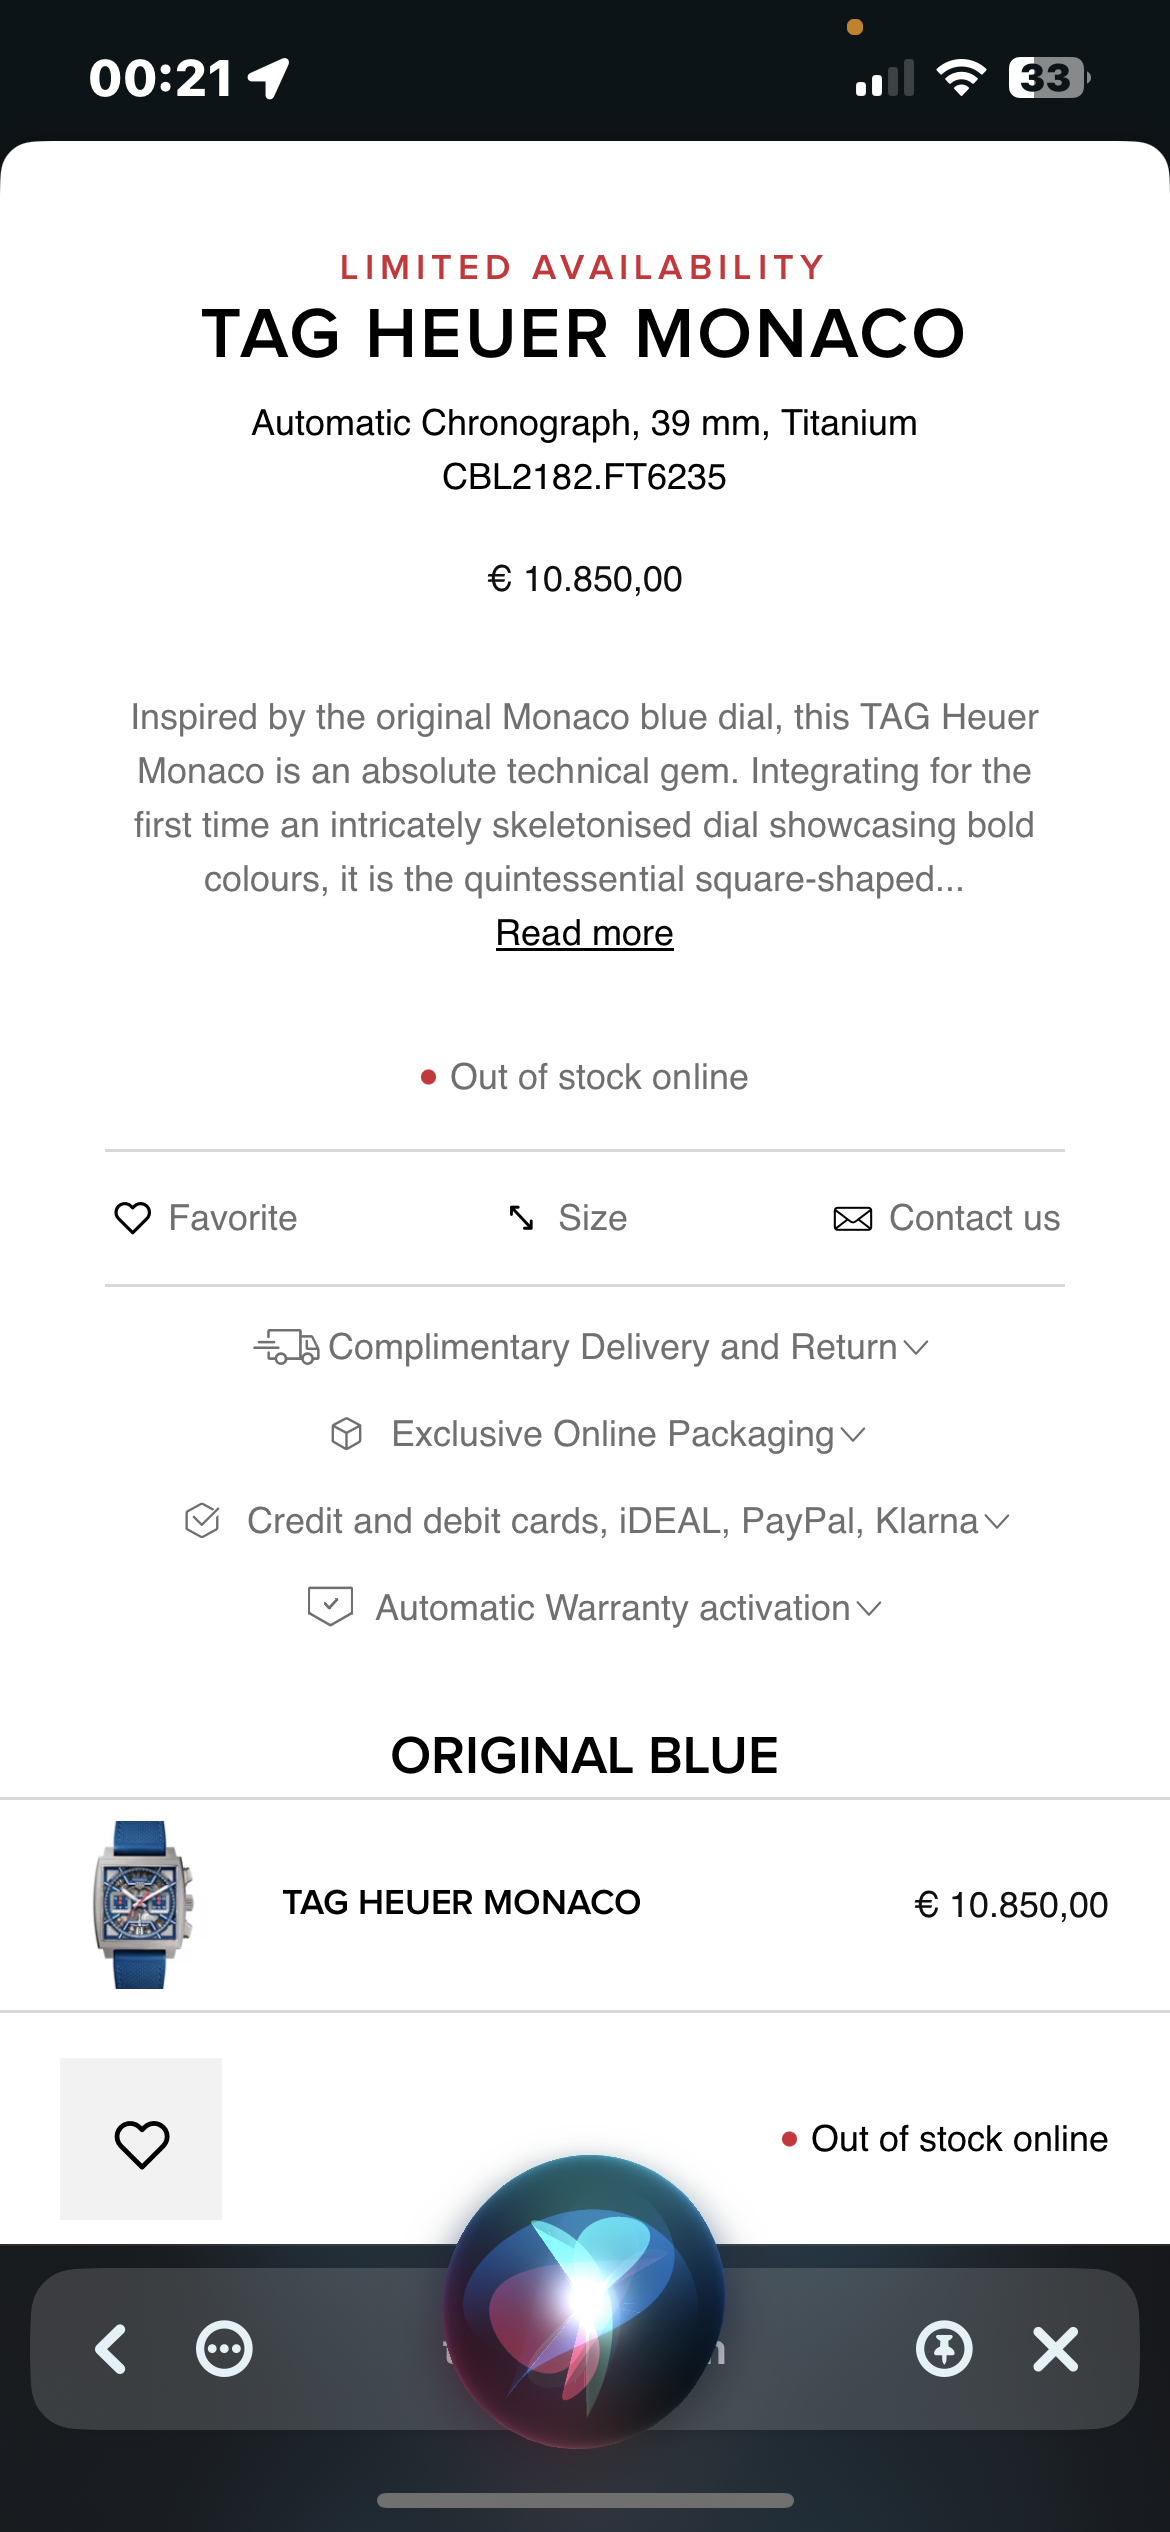 00:21
33
LIMITED AVAILABILITY
TAG HEUER MONACO
Automatic Chronograph, 39 mm, Titanium
CBL2182.FT6235
€ 10.850,00
Inspired by the original Monaco blue dial, this TAG Heuer
Monaco is an absolute technical gem. Integrating for the
first time an intricately skeletonised dial showcasing bold
colours, it is the quintessential square-shaped...
Read more
Out of stock online
Favorite
Size
Contact us
Complimentary Delivery and Return
Exclusive Online Packaging
Credit and debit cards, iDEAL, PayPal, Klarna
Automatic Warranty activation
ORIGINAL BLUE
TAG HEUER MONACO
€ 10.850,00
Out of stock online